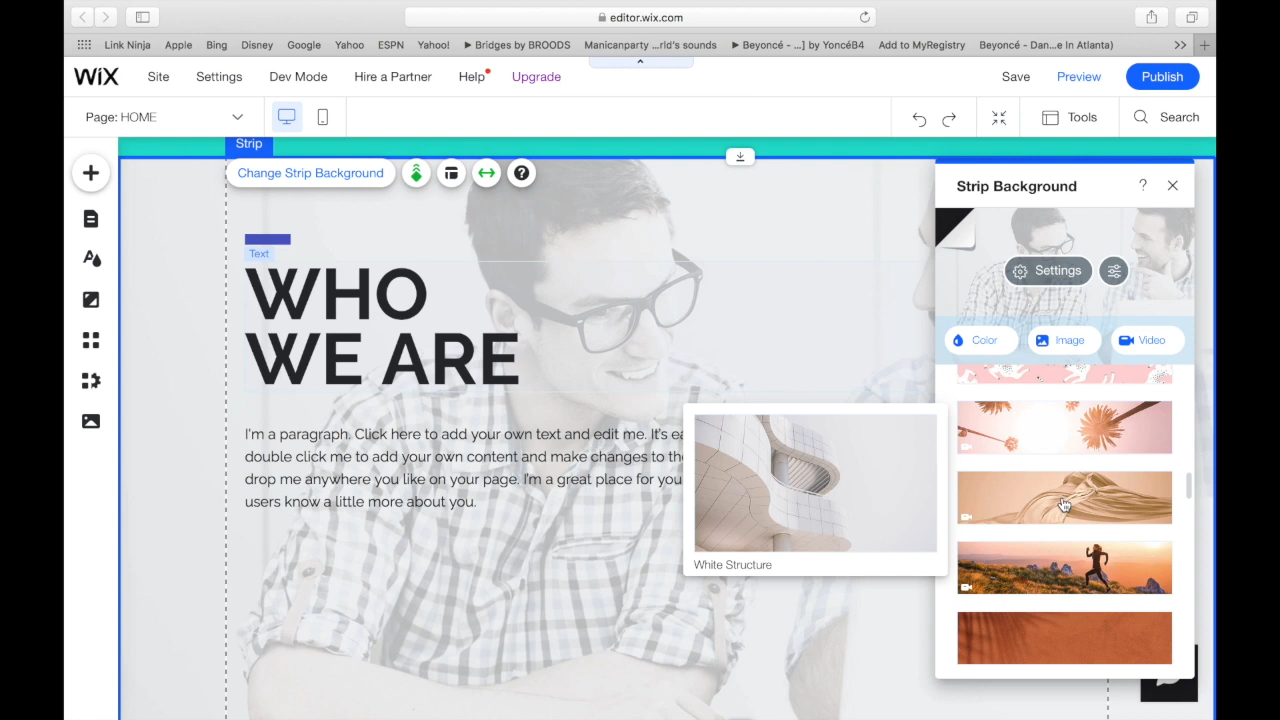 editor.wix.com
Link Ninja Apple Bing Disney Google Yahoo ESPN Yahoo! ▶ Bridges by BROODS Manicanparty ...rld's sounds ▶ Beyoncé - ...] by YoncéB4 Add to MyRegistry Beyoncé - Dan...e In Atlanta)
WiX Site Settings Dev Mode Hire a Partner Help Upgrade Save Preview Publish
Page: HOME Tools Search
Strip
Change Strip Background
Strip Background ?
Settings
Color Image Video
Text
WHO
WE ARE
I'm a paragraph. Click here to add your own text and edit me. It's ea
double click me to add your own content and make changes to the
drop me anywhere you like on your page. I'm a great place for you
users know a little more about you.
White Structure